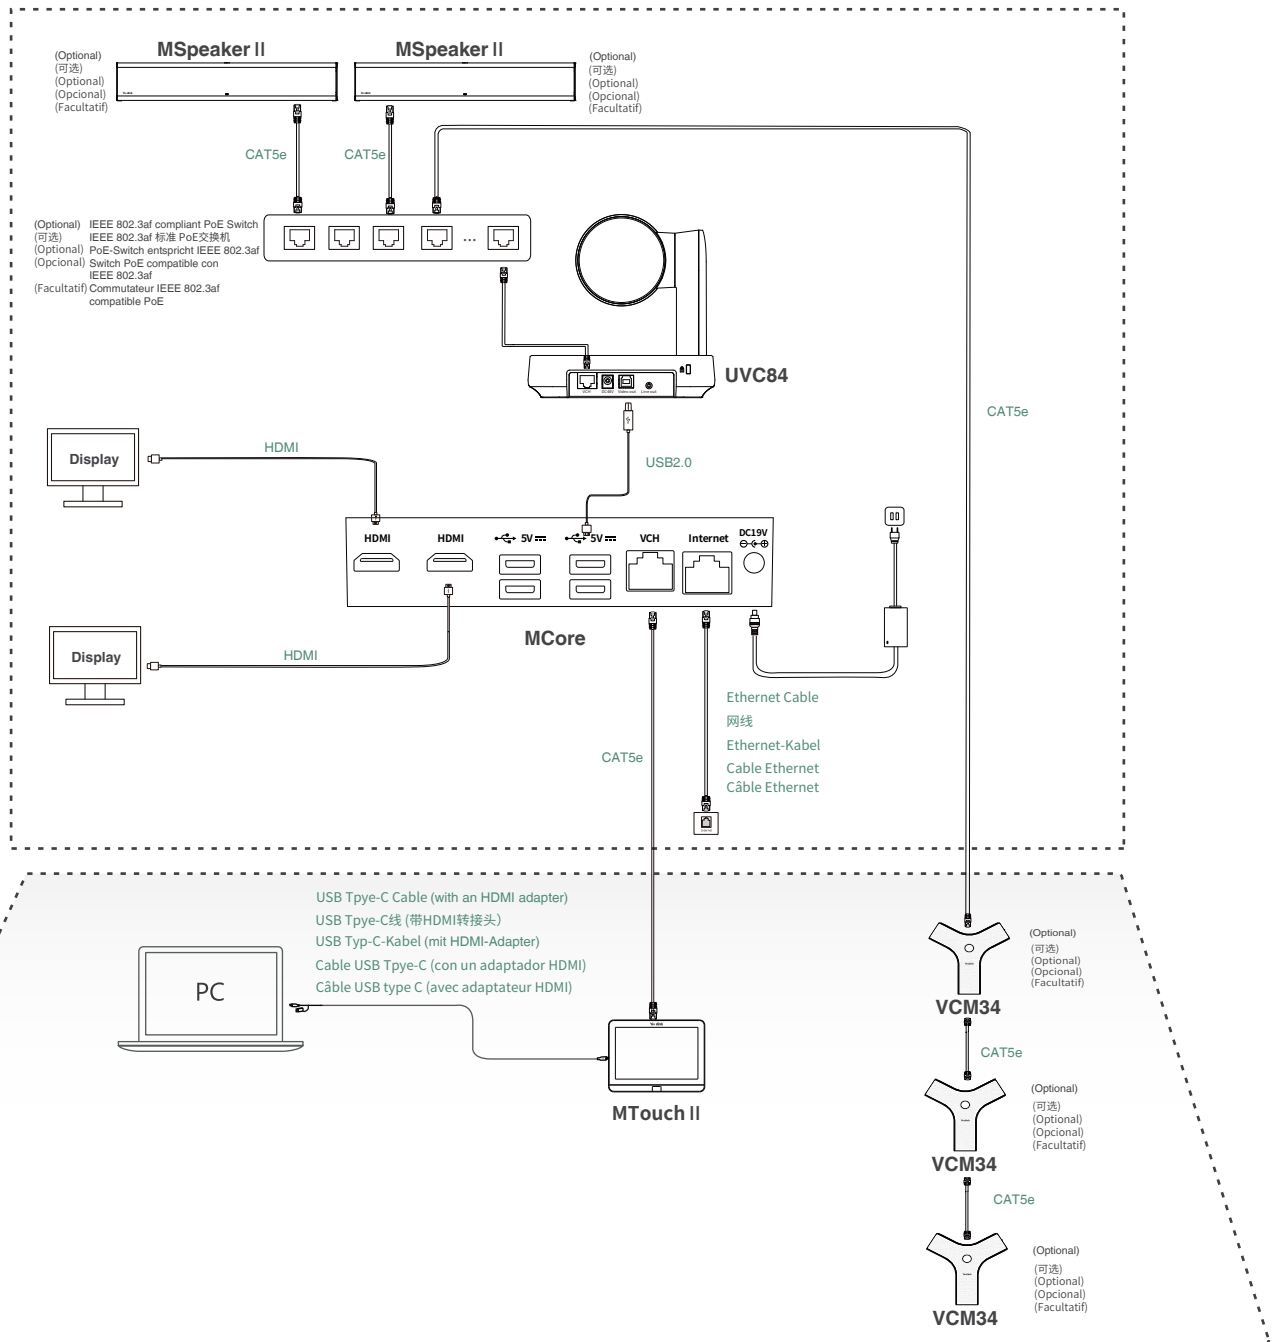 MSpeaker II
MSpeaker II
(Optional)
(可选)
(Optional)
(Opcional)
(Facultatif)
(Optional)
(可选)
(Optional)
(Opcional)
(Facultatif)
CAT5e
CAT5e
(Optional) IEEE 802.3af compliant PoE Switch
(可选) IEEE 802.3af 标准 PoE交换机
(Optional) PoE-Switch entspricht IEEE 802.3af
(Opcional) Switch PoE compatible con
IEEE 802.3af
(Facultatif) Commutateur IEEE 802.3af
compatible PoE
...
VCH DC48V Video out Line out
UVC84
CAT5e
Display
HDMI
USB2.0
HDMI
HDMI
5V
5V
VCH
Internet
DC19V
MCore
Display
HDMI
Ethernet Cable
网线
Ethernet-Kabel
Cable Ethernet
Câble Ethernet
CAT5e
USB Tpye-C Cable (with an HDMI adapter)
USB Tpye-C线 (带HDMI转接头）
USB Typ-C-Kabel (mit HDMI-Adapter)
Cable USB Tpye-C (con un adaptador HDMI)
Câble USB type C (avec adaptateur HDMI)
PC
Yealink
MTouch II
(Optional)
(可选)
(Optional)
(Opcional)
(Facultatif)
VCM34
CAT5e
(Optional)
(可选)
(Optional)
(Opcional)
(Facultatif)
VCM34
CAT5e
(Optional)
(可选)
(Optional)
(Opcional)
(Facultatif)
VCM34